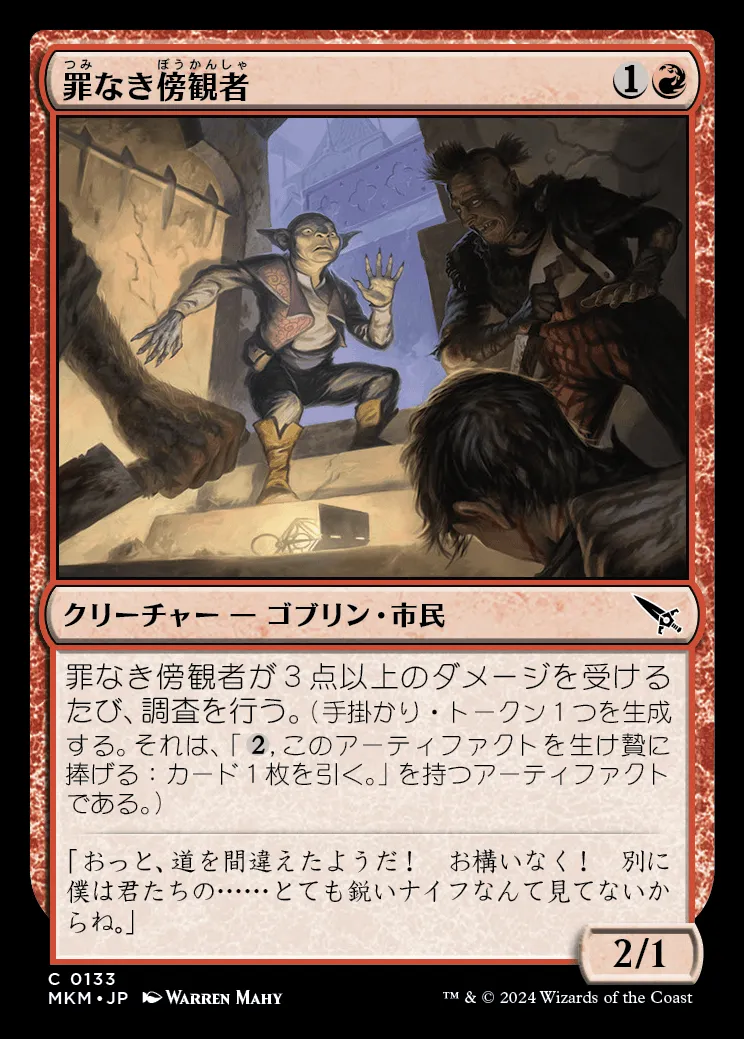 つみ ぼうかんしゃ
罪なき傍観者
1
クリーチャー — ゴブリン・市民
罪なき傍観者が3点以上のダメージを受ける
たび、調査を行う。（手掛かり・トークン1つを生成
する。それは、「2, このアーティファクトを生け贄に
捧げる：カード1枚を引く。」を持つアーティファクト
である。）
「おっと、道を間違えたようだ！　お構いなく！　別に
僕は君たちの……とても鋭いナイフなんて見てないか
らね。」
2/1
C 0133
MKM • JP Warren Mahy
™ & © 2024 Wizards of the Coast